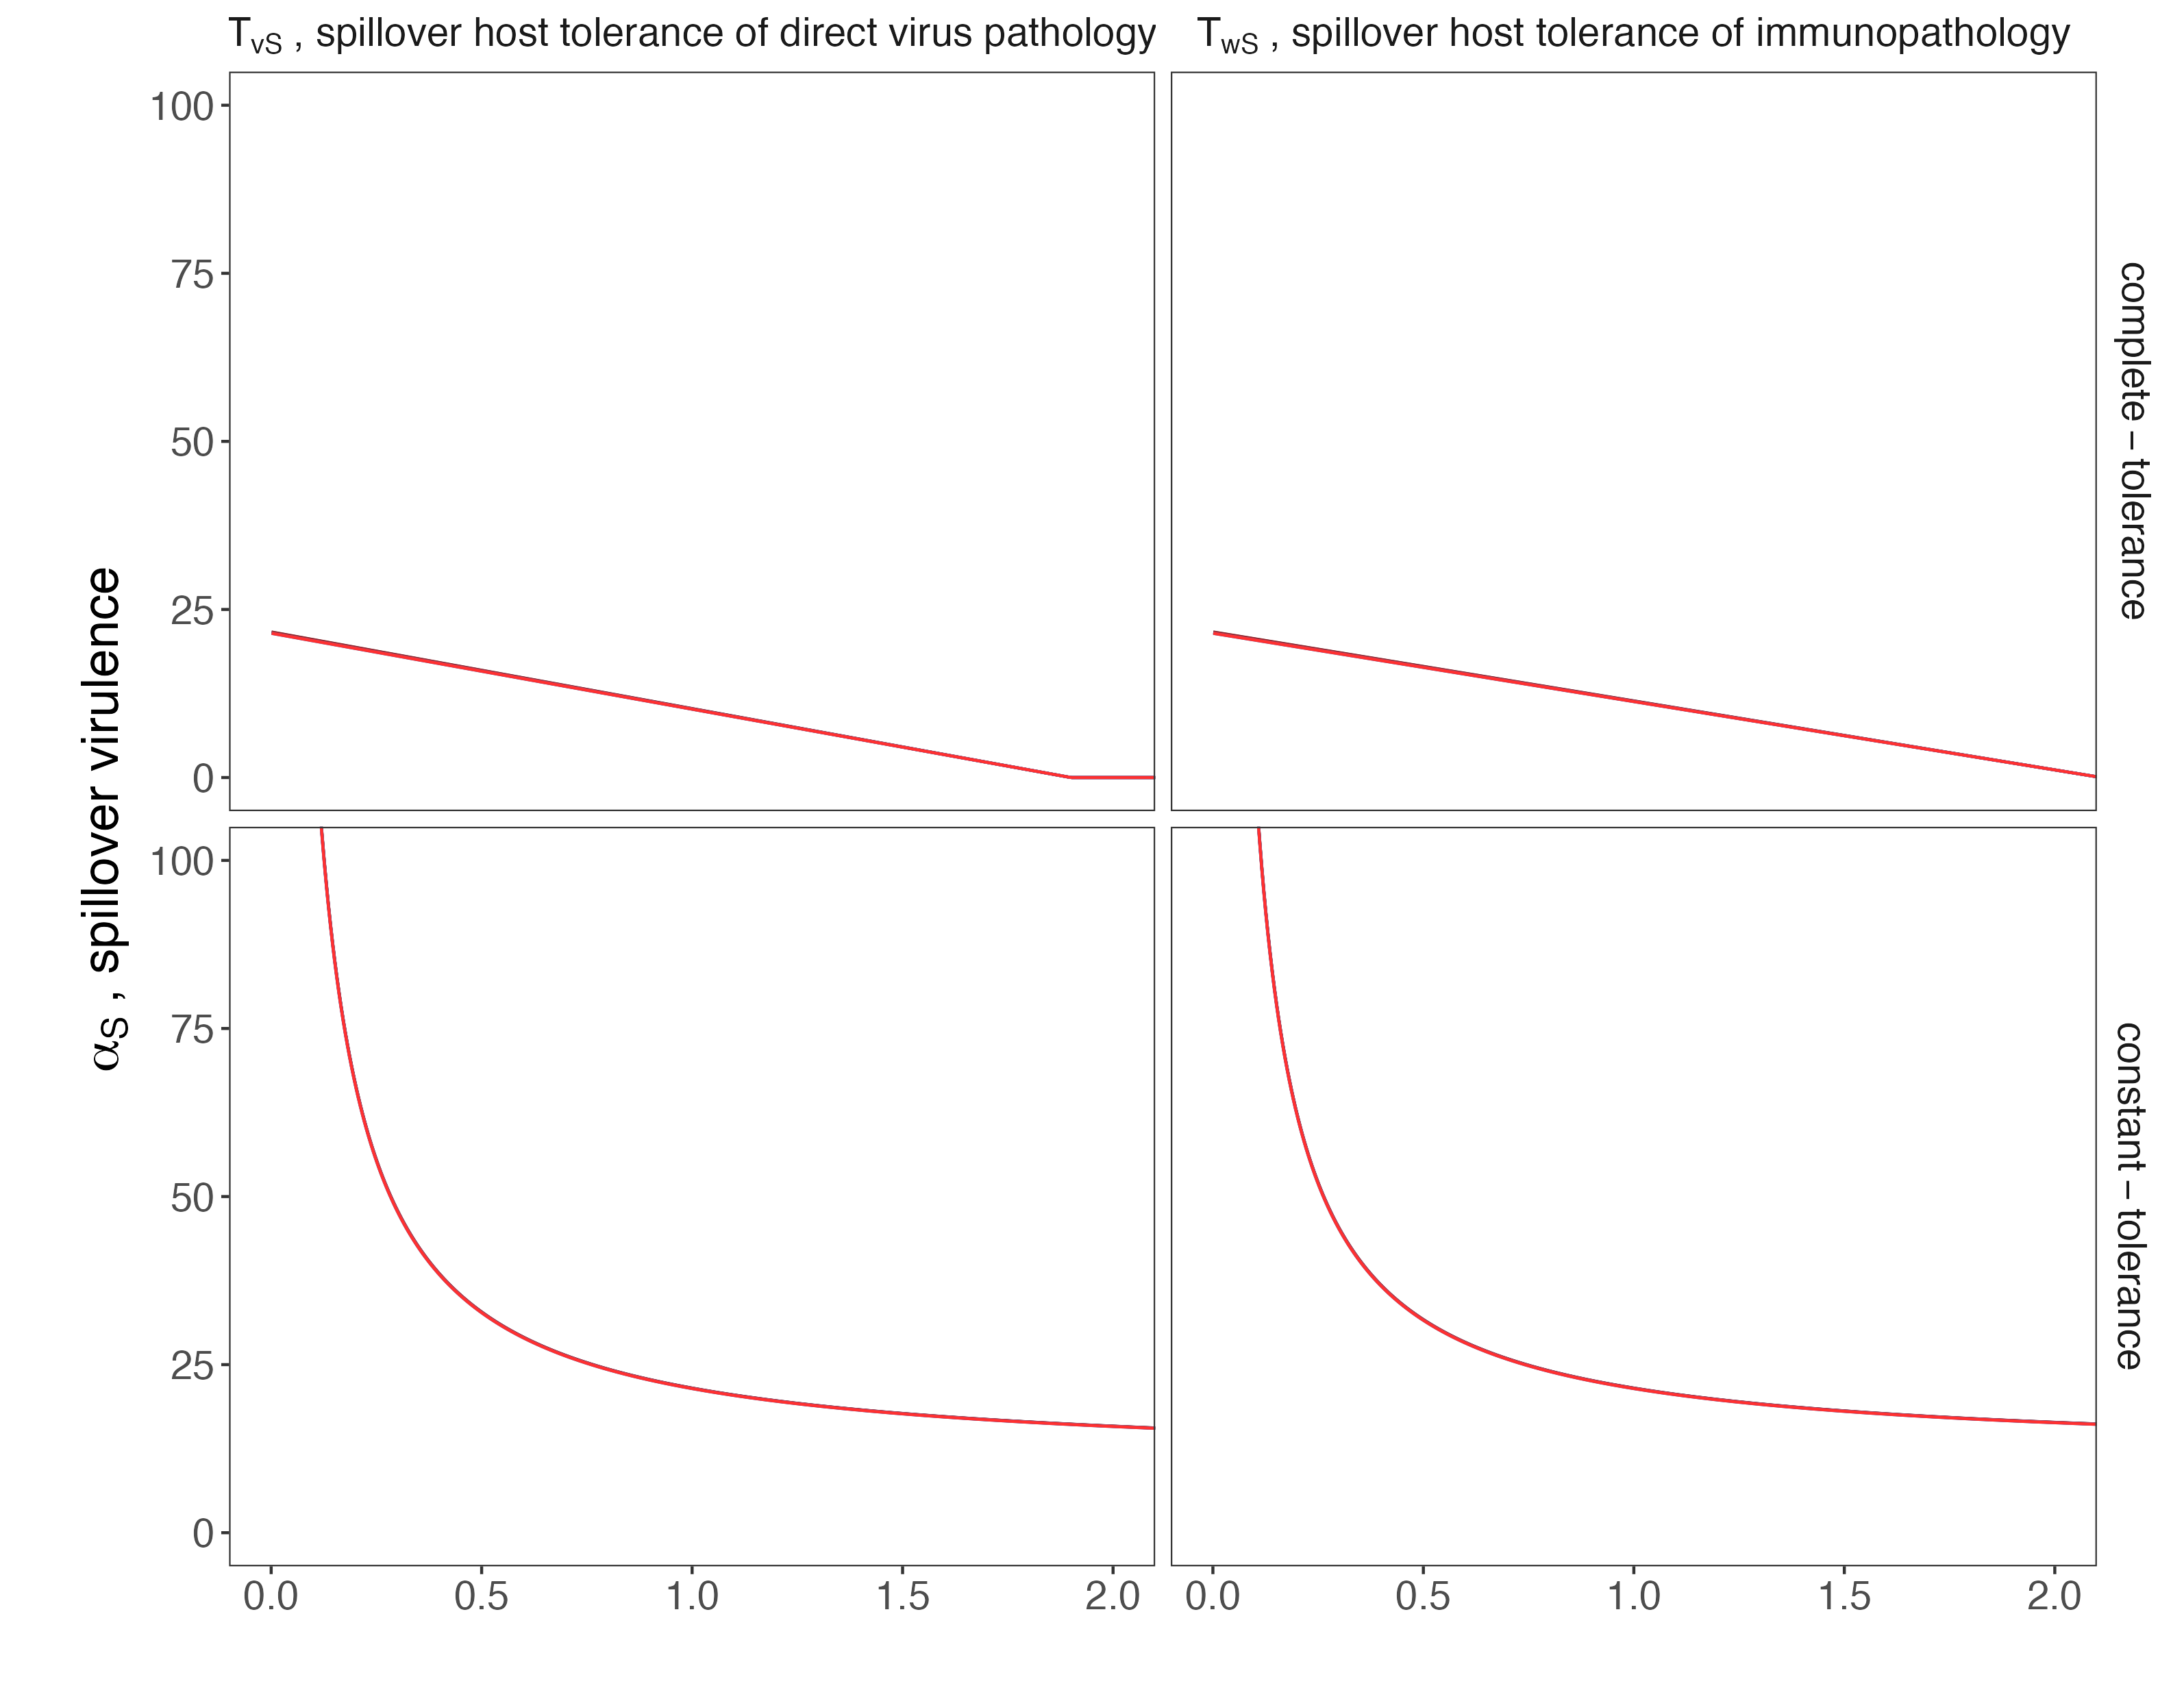 TvS , spillover host tolerance of direct virus pathology
TwS , spillover host tolerance of immunopathology
100
75
50
25
0
complete − tolerance
αS , spillover virulence
100
75
50
25
0
constant − tolerance
0.0 0.5 1.0 1.5 2.0
0.0 0.5 1.0 1.5 2.0